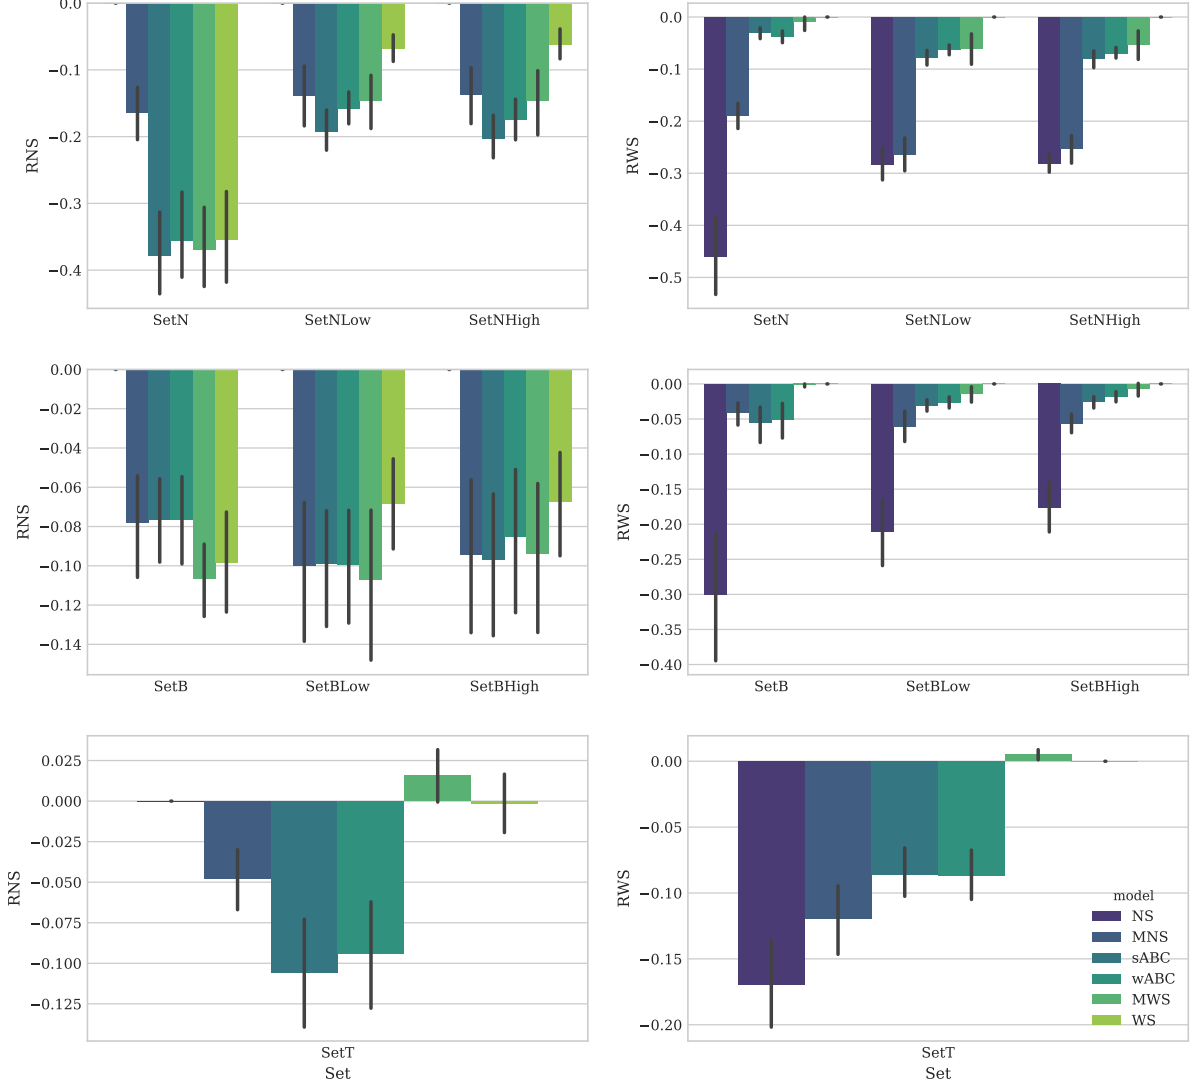 0.0
−0.1
−0.2
−0.3
−0.4
RNS
SetN SetNLow SetNHigh
0.0
−0.1
−0.2
−0.3
−0.4
−0.5
RWS
SetN SetNLow SetNHigh
0.00
−0.02
−0.04
−0.06
−0.08
−0.10
−0.12
−0.14
RNS
SetB SetBLow SetBHigh
0.00
−0.05
−0.10
−0.15
−0.20
−0.25
−0.30
−0.35
−0.40
RWS
SetB SetBLow SetBHigh
0.025
0.000
−0.025
−0.050
−0.075
−0.100
−0.125
RNS
SetT
Set
0.00
−0.05
−0.10
−0.15
−0.20
RWS
model
NS
MNS
sABC
wABC
MWS
WS
SetT
Set